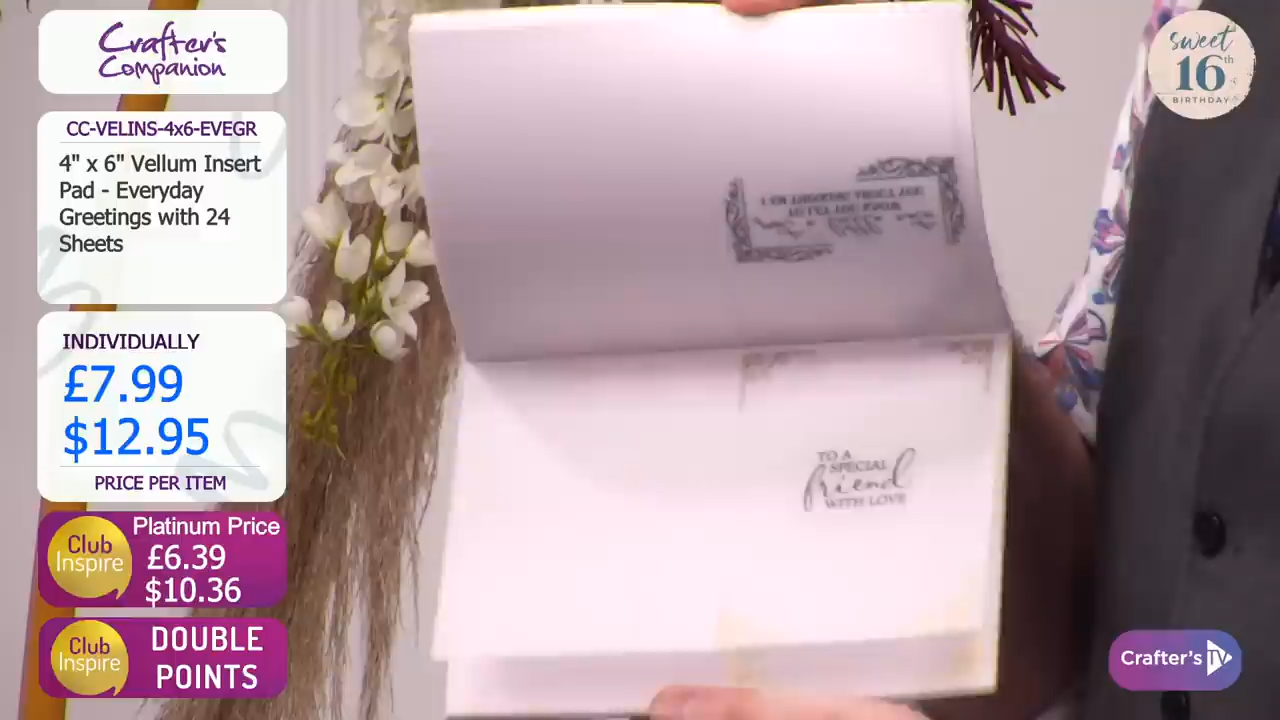 Crafter's
Companion
CC-VELINS-4x6-EVEGR
4" x 6" Vellum Insert
Pad - Everyday
Greetings with 24
Sheets
INDIVIDUALLY
£7.99
$12.95
PRICE PER ITEM
Club
Inspire
Platinum Price
£6.39
$10.36
Club
Inspire
DOUBLE
POINTS
TO A
SPECIAL
friend
WITH LOVE
sweet
16th
BIRTHDAY
Crafter's TV